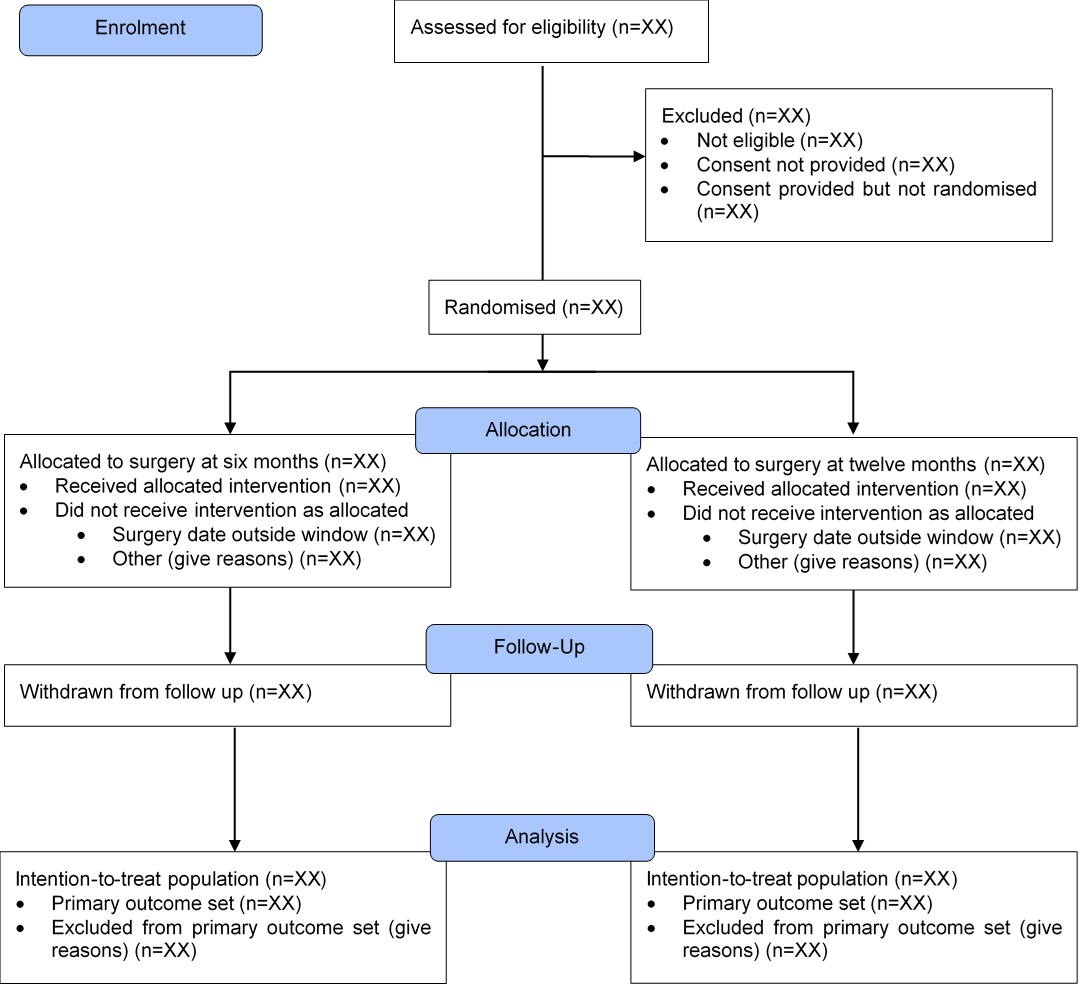 Enrolment
Assessed for eligibility (n=XX)
Excluded (n=XX)
• Not eligible (n=XX)
• Consent not provided (n=XX)
• Consent provided but not randomised
(n=XX)
Randomised (n=XX)
Allocation
Allocated to surgery at six months (n=XX)
• Received allocated intervention (n=XX)
• Did not receive intervention as allocated
• Surgery date outside window (n=XX)
• Other (give reasons) (n=XX)
Allocated to surgery at twelve months (n=XX)
• Received allocated intervention (n=XX)
• Did not receive intervention as allocated
• Surgery date outside window (n=XX)
• Other (give reasons) (n=XX)
Follow-Up
Withdrawn from follow up (n=XX)
Withdrawn from follow up (n=XX)
Analysis
Intention-to-treat population (n=XX)
• Primary outcome set (n=XX)
• Excluded from primary outcome set (give
reasons) (n=XX)
Intention-to-treat population (n=XX)
• Primary outcome set (n=XX)
• Excluded from primary outcome set (give
reasons) (n=XX)